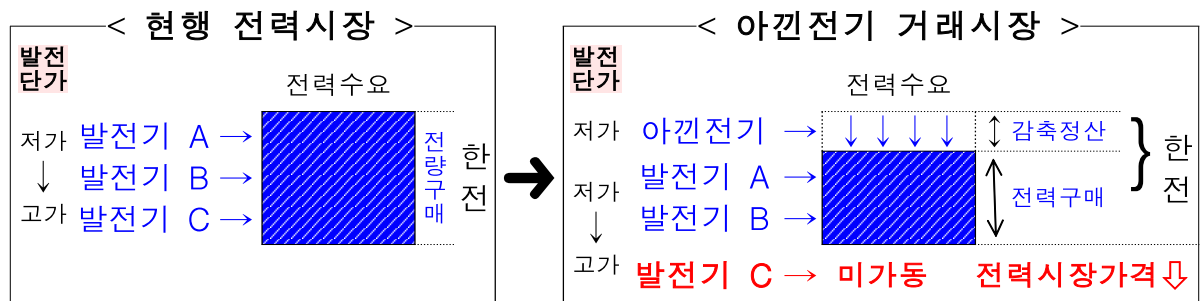 < 현행 전력시장 >
발전
단가
전력수요
저가
↓
고가
발전기 A →
발전기 B →
발전기 C →
전량구매
한전
< 아낀전기 거래시장 >
발전
단가
전력수요
저가
아낀전기 →
감축정산
저가
↓
고가
발전기 A →
발전기 B →
전력구매
한전
발전기 C → 미가동 전력시장가격⇩